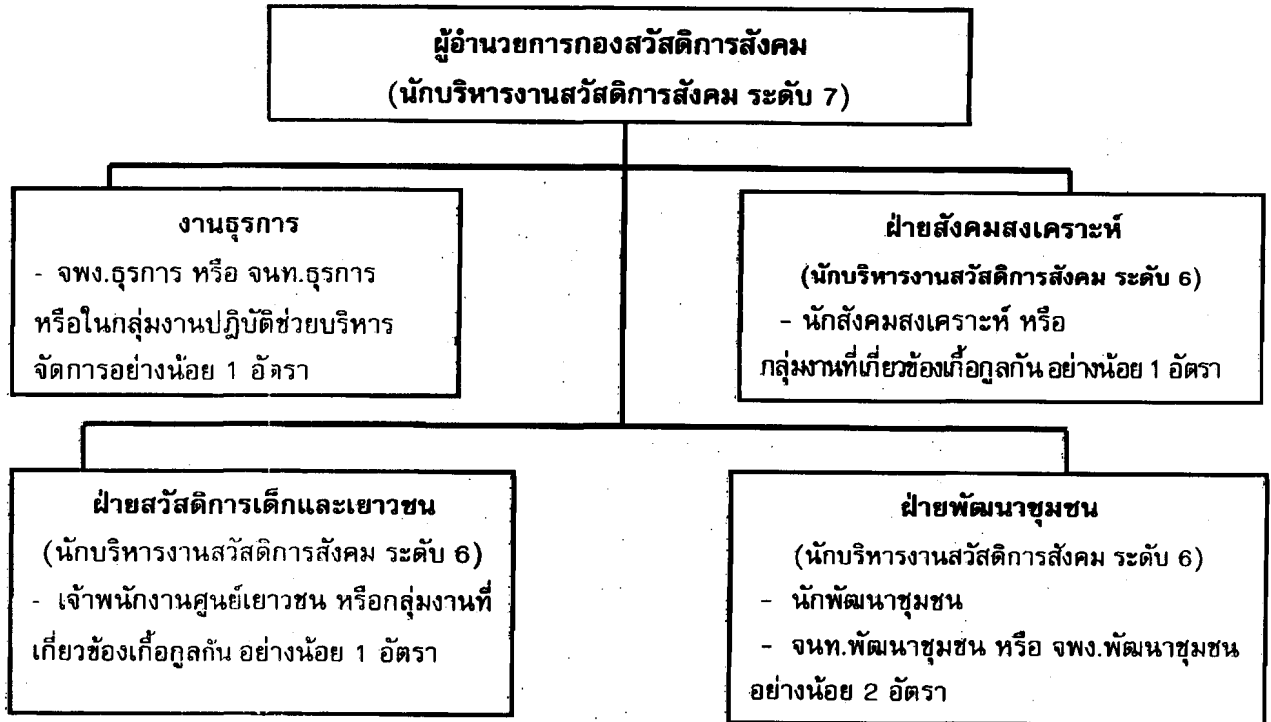 ผู้อำนวยการกองสวัสดิการสังคม
(นักบริหารงานสวัสดิการสังคม ระดับ 7)
งานธุรการ
- จพง.ธุรการ หรือ จนท.ธุรการ
หรือในกลุ่มงานปฏิบัติช่วยบริหาร
จัดการอย่างน้อย 1 อัตรา
ฝ่ายสังคมสงเคราะห์
(นักบริหารงานสวัสดิการสังคม ระดับ 6)
- นักสังคมสงเคราะห์ หรือ
กลุ่มงานที่เกี่ยวข้องเกื้อกูลกัน อย่างน้อย 1 อัตรา
ฝ่ายสวัสดิการเด็กและเยาวชน
(นักบริหารงานสวัสดิการสังคม ระดับ 6)
- เจ้าพนักงานศูนย์เยาวชน หรือกลุ่มงานที่
เกี่ยวข้องเกื้อกูลกัน อย่างน้อย 1 อัตรา
ฝ่ายพัฒนาชุมชน
(นักบริหารงานสวัสดิการสังคม ระดับ 6)
- นักพัฒนาชุมชน
- จนท.พัฒนาชุมชน หรือ จพง.พัฒนาชุมชน
อย่างน้อย 2 อัตรา